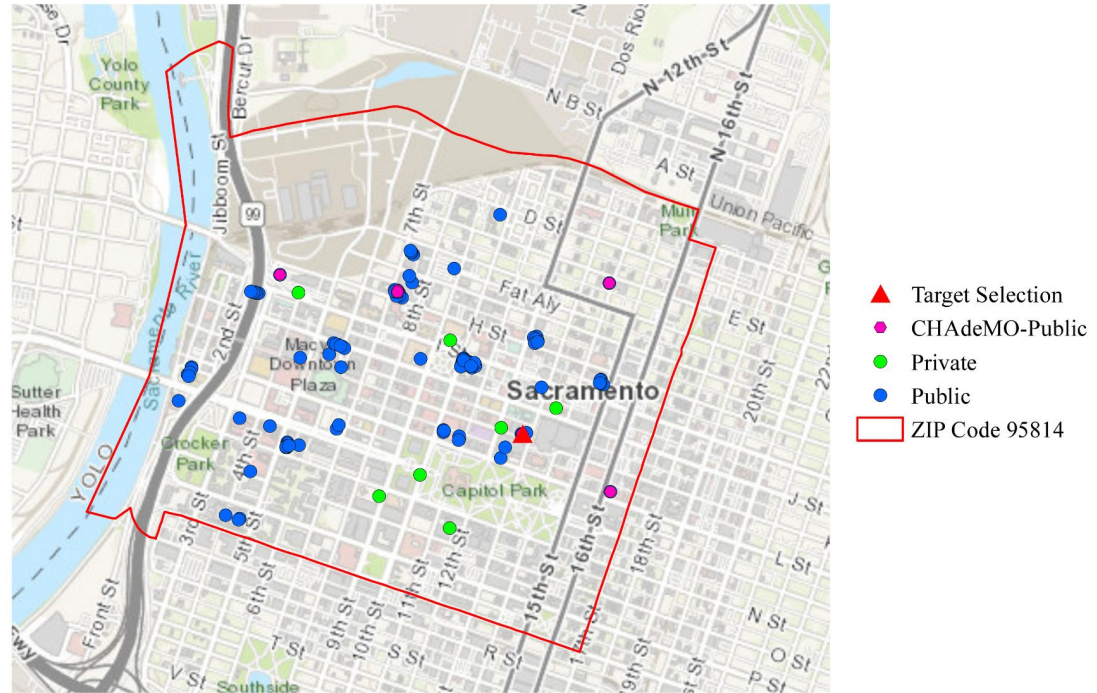 Yolo
County
Park
Bercut Dr
Jibboom St
99
Dos Rios
N-12th-St
N-16th-St
N B St
A St
Union Pacific
Muir
Park
D St
7th St
8th St
Fat Aly
E St
H St
I St
20th St
2nd St
Macy's
Downtown
Plaza
Sacramento
River
Sacramento
Sutter
Health
Park
YOLO
Crocker
Park
4th St
3rd St
5th St
6th St
Capitol Park
J St
18th St
L St
15th-St
16th-St
12th St
11th St
10th St
9th St
17th St
19th St
N St
O St
P St
R St
S St
T St
V St
Front St
Southside
Target Selection
CHAdeMO-Public
Private
Public
ZIP Code 95814